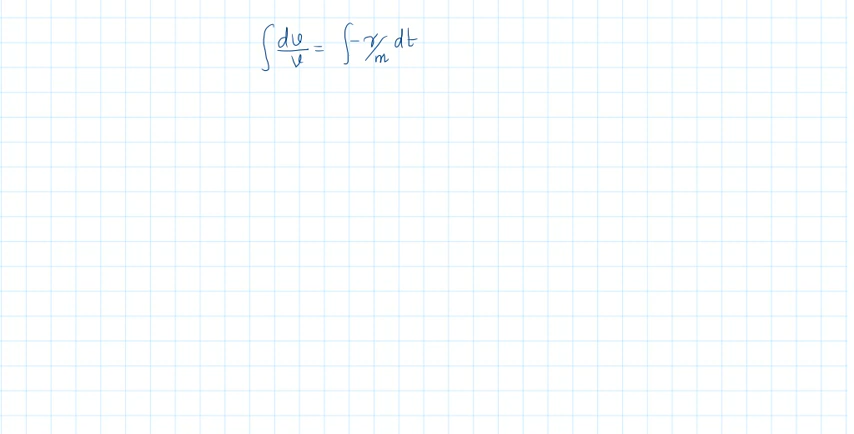 ∫ dv/v = ∫ -r/m dt